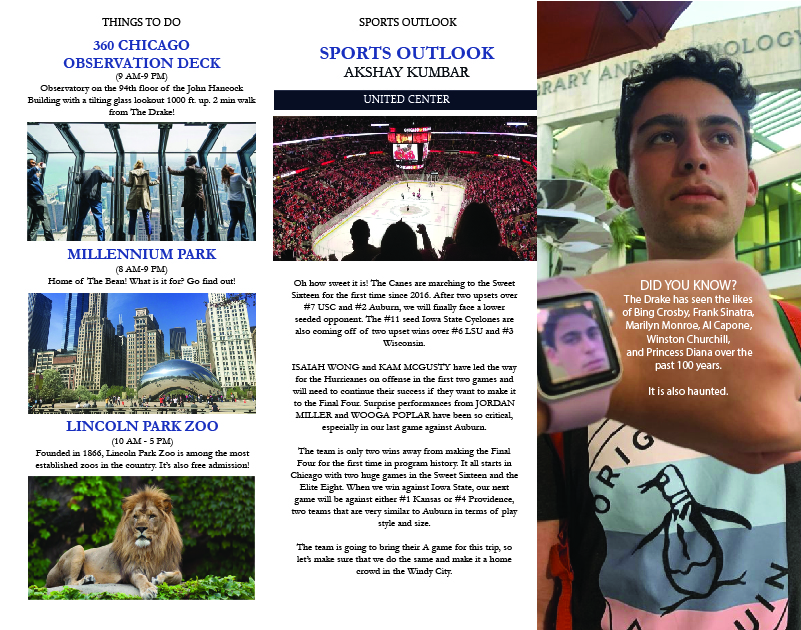 THINGS TO DO
360 CHICAGO
OBSERVATION DECK
(9 AM-9 PM)
Observatory on the 94th floor of the John Hancock
Building with a tilting glass lookout 1000 ft. up. 2 min walk
from The Drake!
MILLENNIUM PARK
(8 AM-9 PM)
Home of The Bean! What is it for? Go find out!
LINCOLN PARK ZOO
(10 AM - 5 PM)
Founded in 1866, Lincoln Park Zoo is among the most
established zoos in the country. It's also free admission!
SPORTS OUTLOOK
SPORTS OUTLOOK
AKSHAY KUMBAR
UNITED CENTER
Oh how sweet it is! The Canes are marching to the Sweet
Sixteen for the first time since 2016. After two upsets over
#7 USC and #2 Auburn, we will finally face a lower
seeded opponent. The #11 seed Iowa State Cyclones are
also coming off of two upset wins over #6 LSU and #3
Wisconsin.
ISAIAH WONG and KAM MCGUSTY have led the way
for the Hurricanes on offense in the first two games and
will need to continue their success if they want to make it
to the Final Four. Surprise performances from JORDAN
MILLER and WOOGA POPLAR have been so critical,
especially in our last game against Auburn.
The team is only two wins away from making the Final
Four for the first time in program history. It all starts in
Chicago with two huge games in the Sweet Sixteen and the
Elite Eight. When we win against Iowa State, our next
game will be against either #1 Kansas or #4 Providence,
two teams that are very similar to Auburn in terms of play
style and size.
The team is going to bring their A game for this trip, so
let's make sure that we do the same and make it a home
crowd in the Windy City.
RARY AND TECHNOLOGY
DID YOU KNOW?
The Drake has seen the likes
of Bing Crosby, Frank Sinatra,
Marilyn Monroe, Al Capone,
Winston Churchill,
and Princess Diana over the
past 100 years.
It is also haunted.
ORIG
UIN